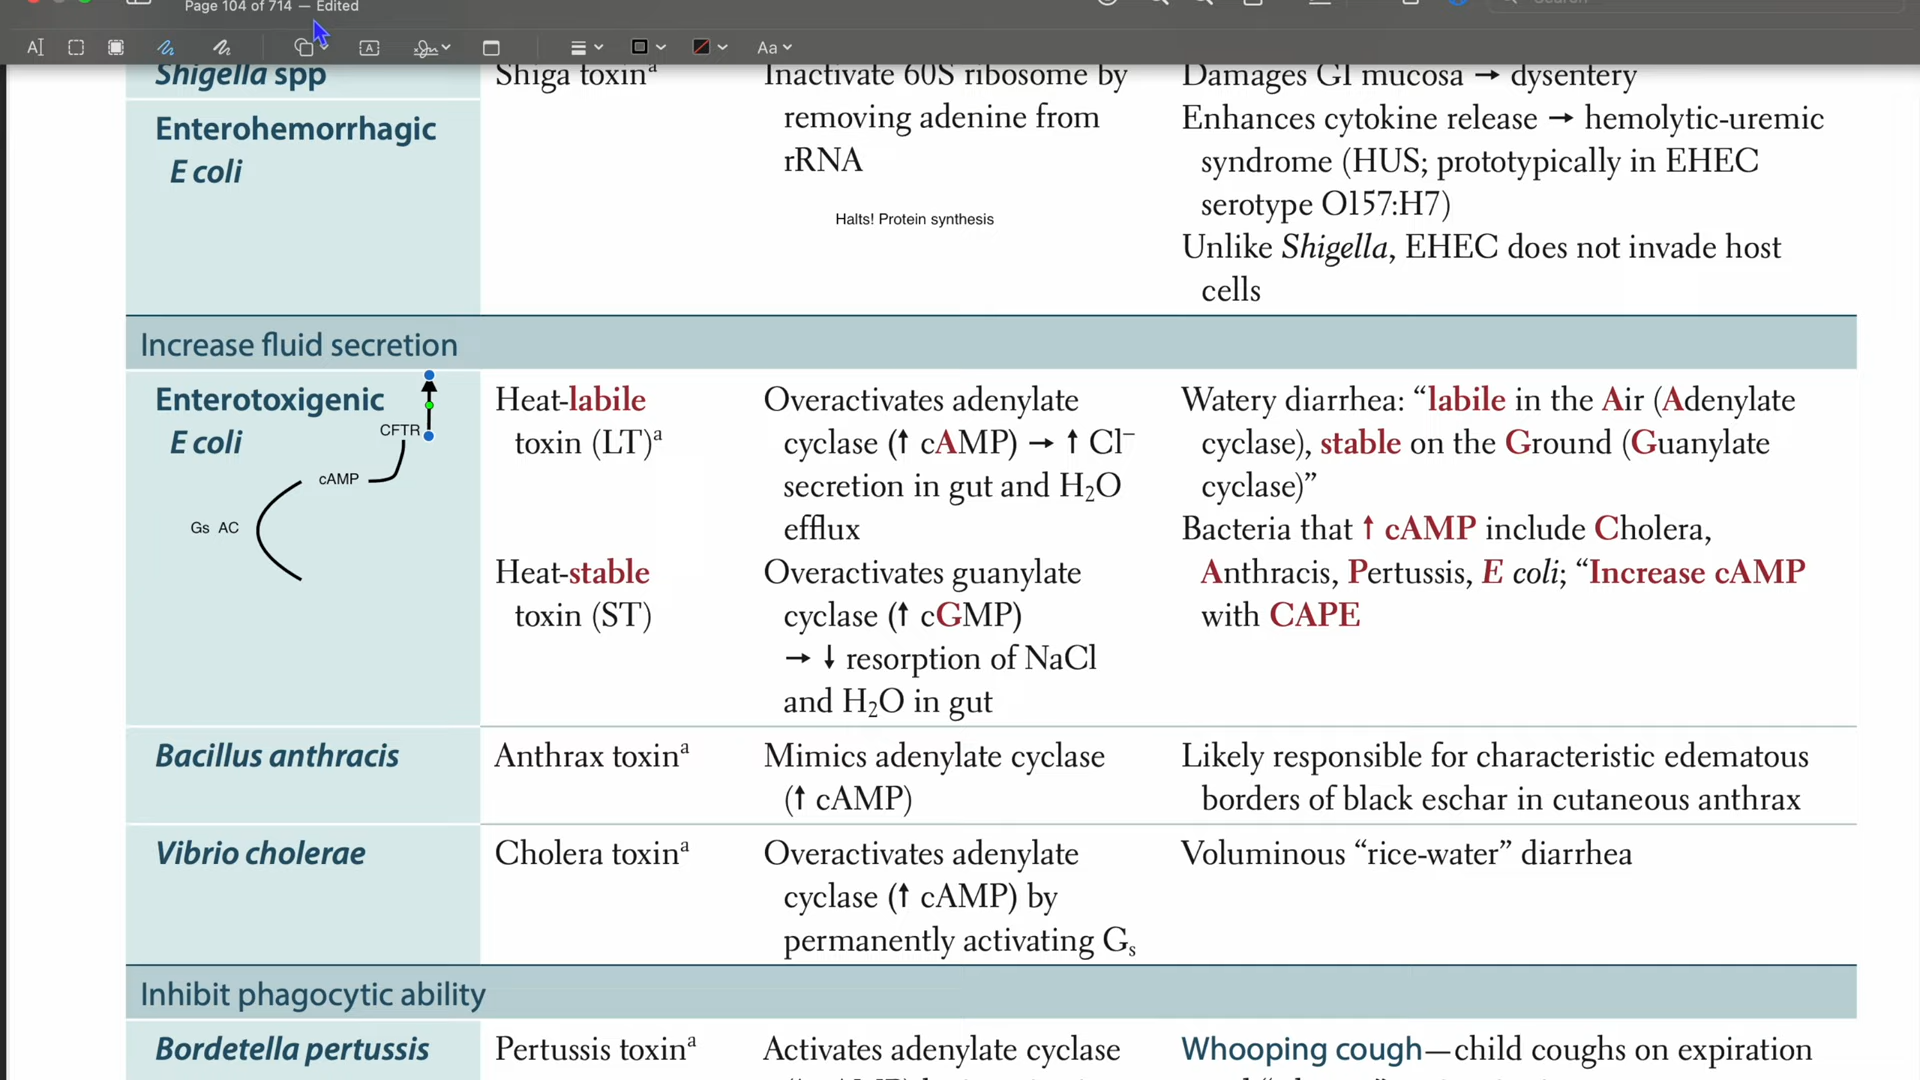 Page 104 of 714 — Edited
Search
Aa
Shigella spp
Shiga toxinᵃ
Inactivate 60S ribosome by
removing adenine from
rRNA
Halts! Protein synthesis
Damages GI mucosa → dysentery
Enhances cytokine release → hemolytic-uremic
syndrome (HUS; prototypically in EHEC
serotype O157:H7)
Unlike Shigella, EHEC does not invade host
cells
Enterohemorrhagic
E coli
Increase fluid secretion
Enterotoxigenic
E coli
CFTR
cAMP
Gs AC
Heat-labile
toxin (LT)ᵃ
Overactivates adenylate
cyclase (↑ cAMP) → ↑ Cl⁻
secretion in gut and H₂O
efflux
Heat-stable
toxin (ST)
Overactivates guanylate
cyclase (↑ cGMP)
→ ↓ resorption of NaCl
and H₂O in gut
Watery diarrhea: “labile in the Air (Adenylate
cyclase), stable on the Ground (Guanylate
cyclase)”
Bacteria that ↑ cAMP include Cholera,
Anthracis, Pertussis, E coli; “Increase cAMP
with CAPE
Bacillus anthracis
Anthrax toxinᵃ
Mimics adenylate cyclase
(↑ cAMP)
Likely responsible for characteristic edematous
borders of black eschar in cutaneous anthrax
Vibrio cholerae
Cholera toxinᵃ
Overactivates adenylate
cyclase (↑ cAMP) by
permanently activating Gₛ
Voluminous “rice-water” diarrhea
Inhibit phagocytic ability
Bordetella pertussis
Pertussis toxinᵃ
Activates adenylate cyclase
Whooping cough—child coughs on expiration